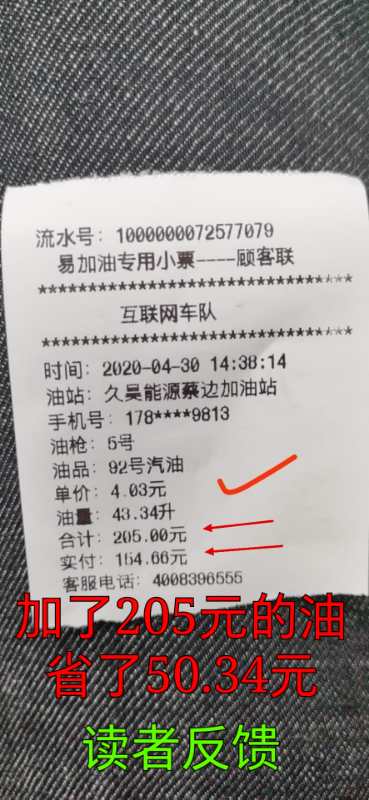 流水号：1000000072577079
易加油专用小票----顾客联
********************************
互联网车队
********************************
时间：2020-04-30 14:38:14
油站：久昊能源蔡边加油站
手机号：178****9813
油枪：5号
油品：92号汽油
单价：4.03元
油量：43.34升
合计：205.00元
实付：154.66元
客服电话：4008396555
加了205元的油
省了50.34元
读者反馈